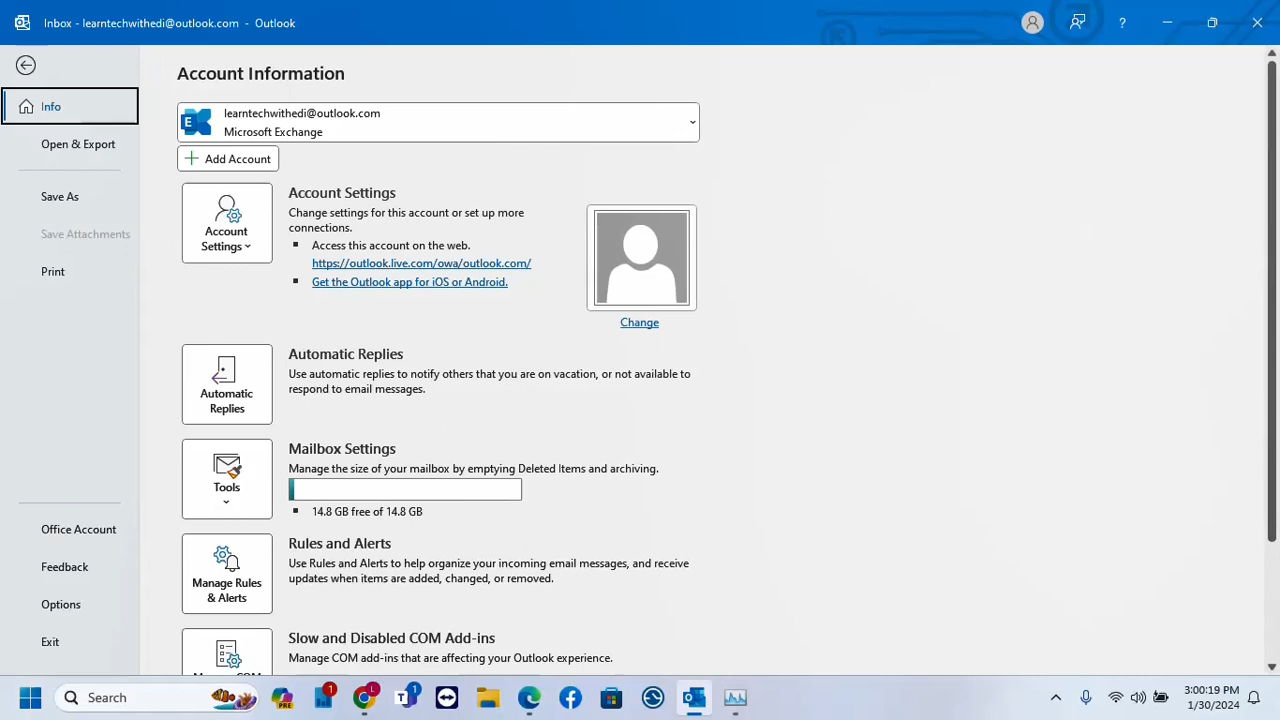 Inbox - learntechwithedi@outlook.com - Outlook
?
Account Information
Info
learntechwithedi@outlook.com
E
Microsoft Exchange
Open & Export
Add Account
Save As
Save Attachments
Print
Account
Settings
Account Settings
Change settings for this account or set up more
connections.
Access this account on the web.
https://outlook.live.com/owa/outlook.com/
Get the Outlook app for iOS or Android.
Change
Automatic
Replies
Automatic Replies
Use automatic replies to notify others that you are on vacation, or not available to
respond to email messages.
Tools
Mailbox Settings
Manage the size of your mailbox by emptying Deleted Items and archiving.
14.8 GB free of 14.8 GB
Office Account
Feedback
Options
Exit
Manage Rules
& Alerts
Rules and Alerts
Use Rules and Alerts to help organize your incoming email messages, and receive
updates when items are added, changed, or removed.
Slow and Disabled COM Add-ins
Manage COM add-ins that are affecting your Outlook experience.
Search
PRE
1
L
1
3:00:19 PM
1/30/2024